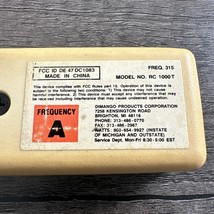 FCC ID DE 47DC1083
MADE IN CHINA
FREQ. 315
MODEL NO. RC 1000T
This device complies with FCC Rules part 15. Operation of this device is
subject to the following two conditions: 1) This device may not cause harmful
interference and 2) This device must accept any interference that may be
received including interference that may cause undesired operation.
FREQUENCY
A
DIMANGO PRODUCTS CORPORATION
7258 KENSINGTON ROAD
BRIGHTON, MI 48116
PHONE: 313-486-0770
FAX: 313-486-2967
WATTS: 800-654-9927 (INSTATE
OF MICHIGAN AND OUTSTATE)
Service Dept. Mon-Fri 8:30-5:00 EST